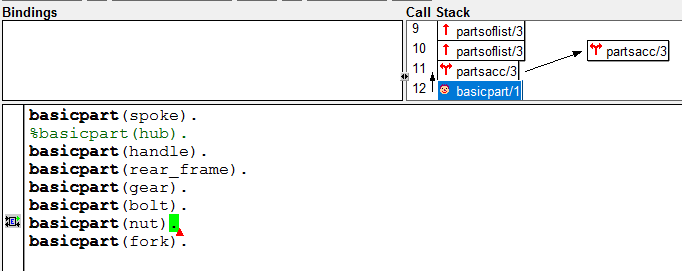 Bindings
Call Stack
9 partsoflist/3
10 partsoflist/3
11 partsacc/3 partsacc/3
12 basicpart/1
basicpart(spoke).
%basicpart(hub).
basicpart(handle).
basicpart(rear_frame).
basicpart(gear).
basicpart(bolt).
basicpart(nut).
basicpart(fork).